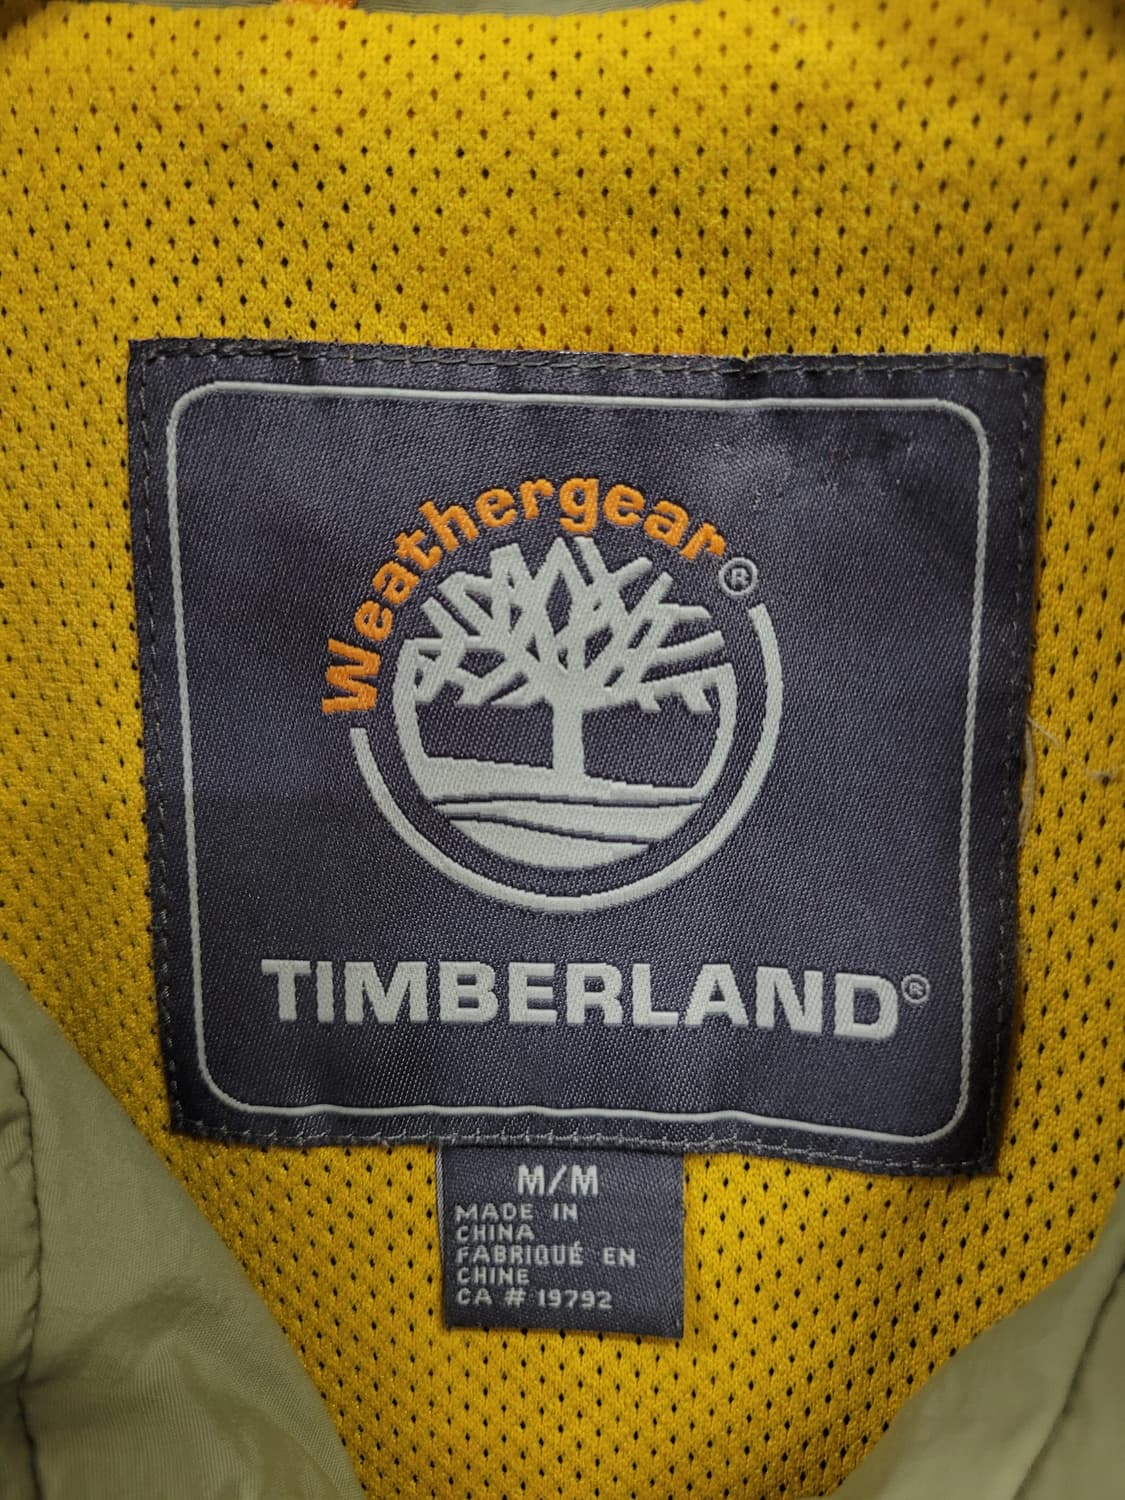 Weathergear®
TIMBERLAND®
M/M
MADE IN
CHINA
FABRIQUÉ EN
CHINE
CA # 19792